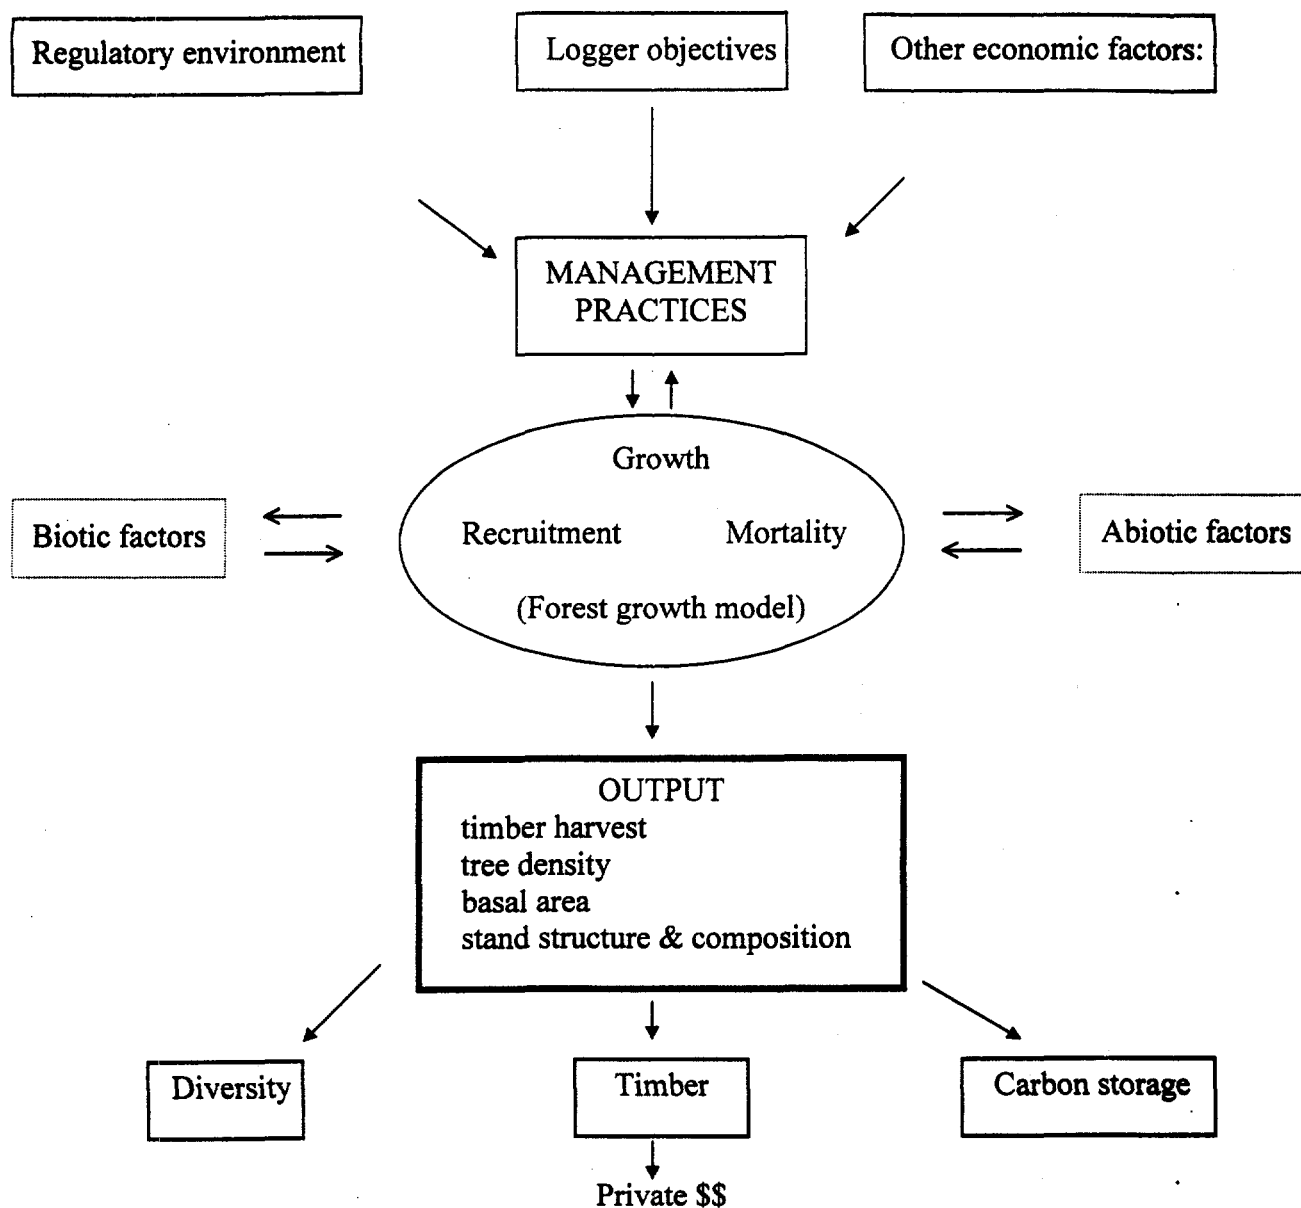 Regulatory environment
Logger objectives
Other economic factors:
MANAGEMENT
PRACTICES
Growth
Recruitment
Mortality
(Forest growth model)
Biotic factors
Abiotic factors
OUTPUT
timber harvest
tree density
basal area
stand structure & composition
Diversity
Timber
Carbon storage
Private $$